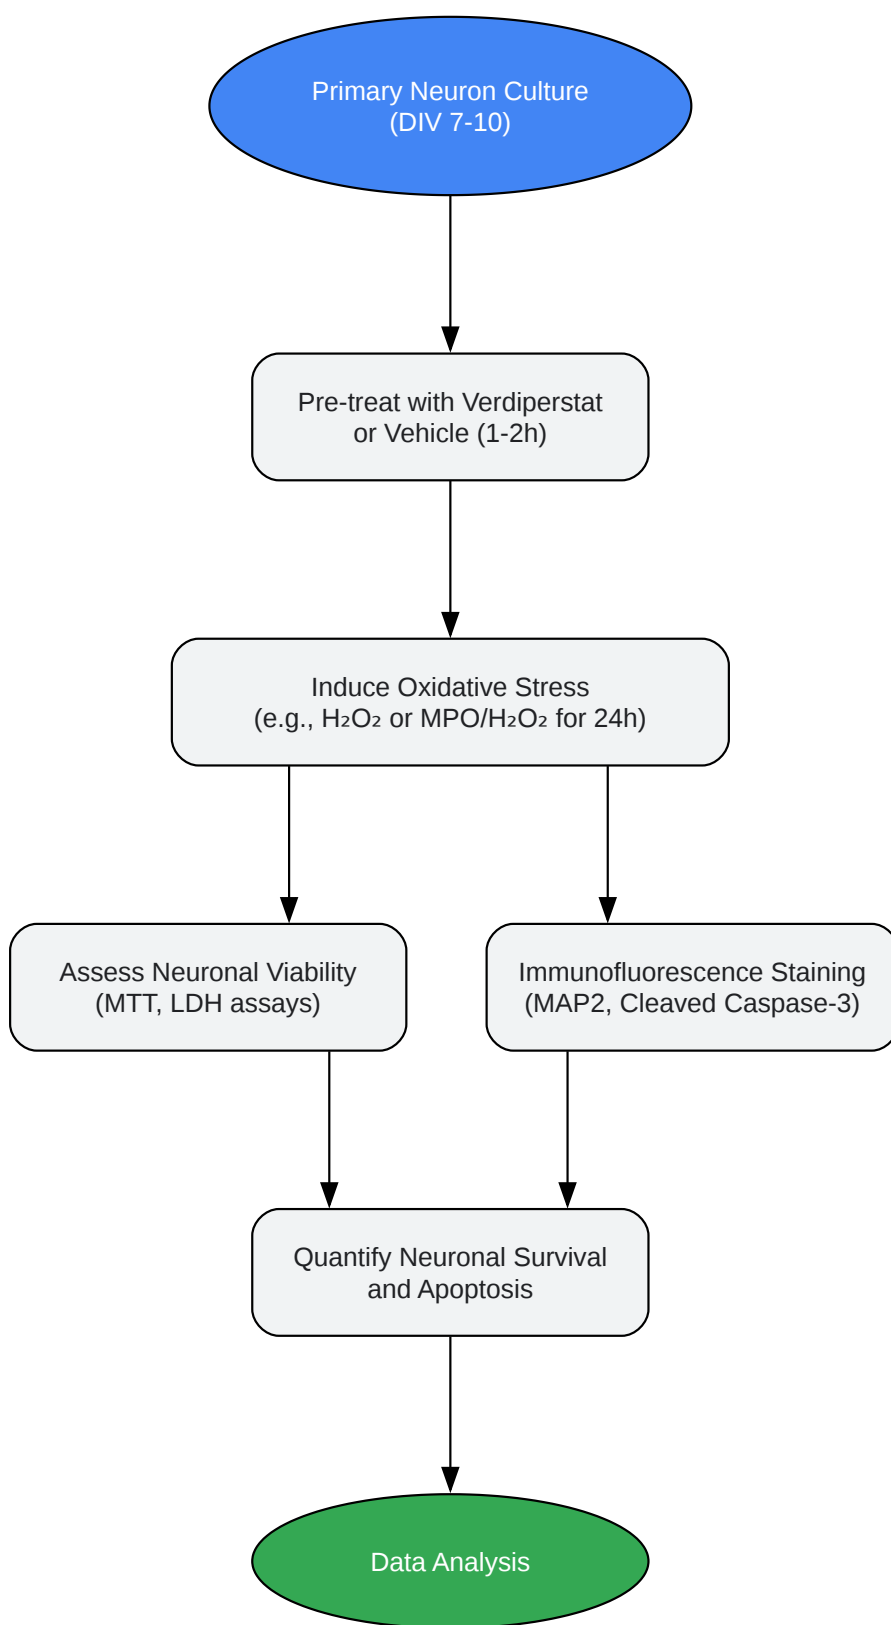 Primary Neuron Culture
(DIV 7-10)
Pre-treat with Verdiperstat
or Vehicle (1-2h)
Induce Oxidative Stress
(e.g., H₂O₂ or MPO/H₂O₂ for 24h)
Assess Neuronal Viability
(MTT, LDH assays)
Immunofluorescence Staining
(MAP2, Cleaved Caspase-3)
Quantify Neuronal Survival
and Apoptosis
Data Analysis